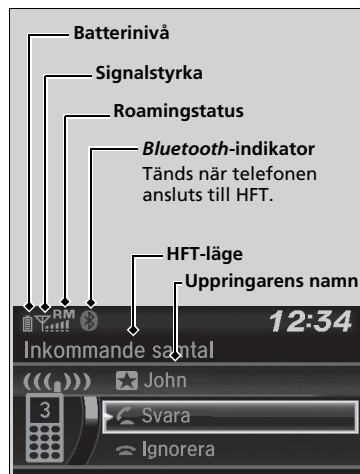 Batterinivå
Signalstyrka
Roamingstatus
Bluetooth-indikator
Tänds när telefonen
ansluts till HFT.
HFT-läge
Uppringarens namn
RM
12:34
Inkommande samtal
John
3
Svara
Ignorera